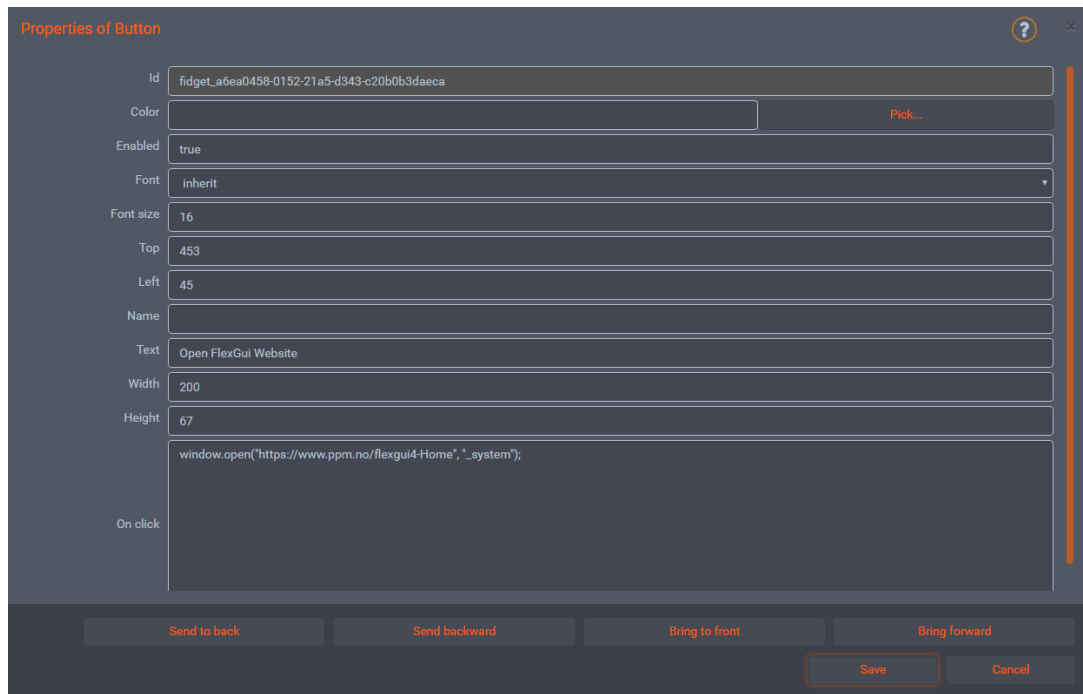 Properties of Button
?
×
Id
fidget_a6ea0458-0152-21a5-d343-c20b0b3daeca
Color
Pick...
Enabled
true
Font
inherit
Font size
16
Top
453
Left
45
Name
Text
Open FlexGui Website
Width
200
Height
67
On click
window.open("https://www.ppm.no/flexgui4-Home", "_system");
Send to back
Send backward
Bring to front
Bring forward
Save
Cancel